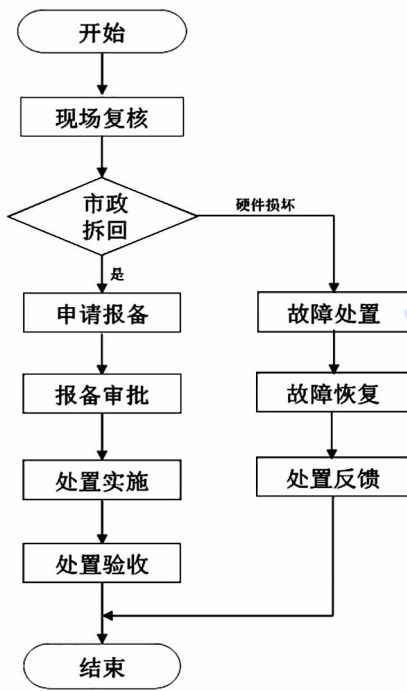 开始
现场复核
市政
拆回
硬件损坏
是
申请报备
故障处置
报备审批
故障恢复
处置实施
处置反馈
处置验收
结束